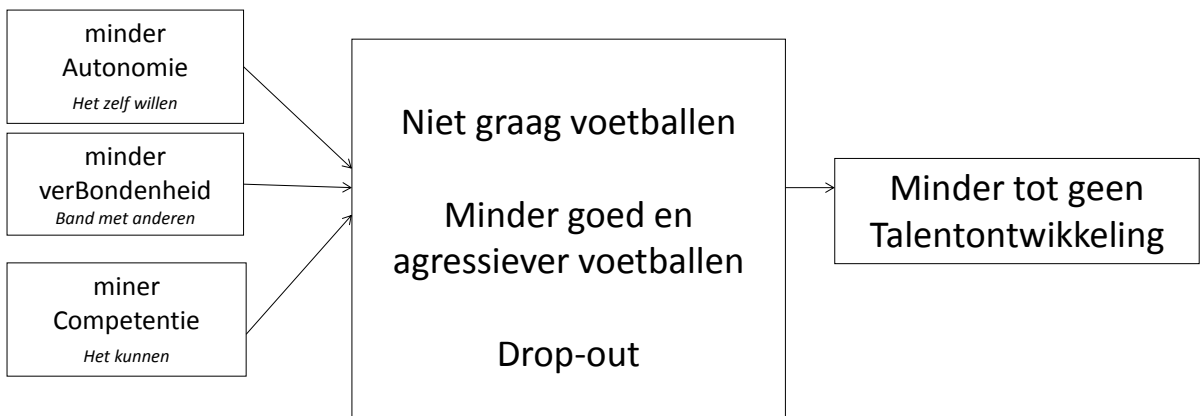 minder
Autonomie
Het zelf willen
minder
verBondenheid
Band met anderen
miner
Competentie
Het kunnen
Niet graag voetballen
Minder goed en
agressiever voetballen
Drop-out
Minder tot geen
Talentontwikkeling